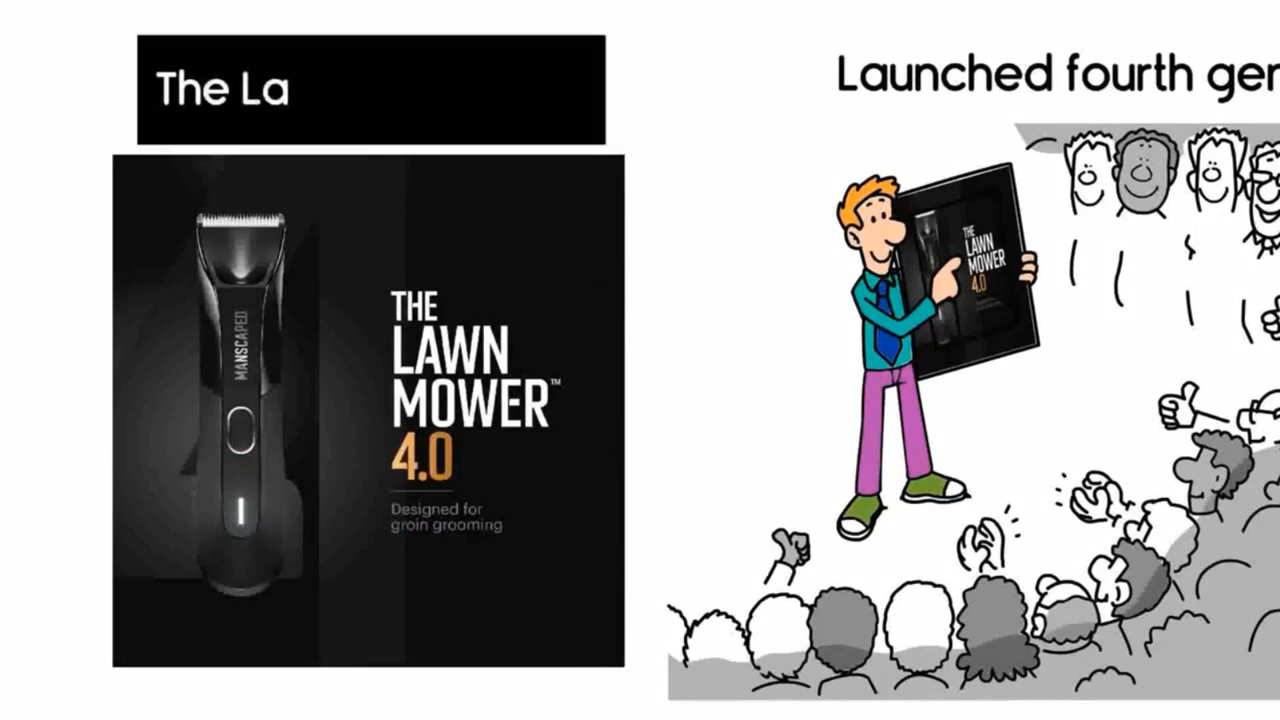 The La
MANSCAPED
THE
LAWN
MOWER™
4.0
Designed for
groin grooming
Launched fourth ger
THE
LAWN
MOWER
4.0